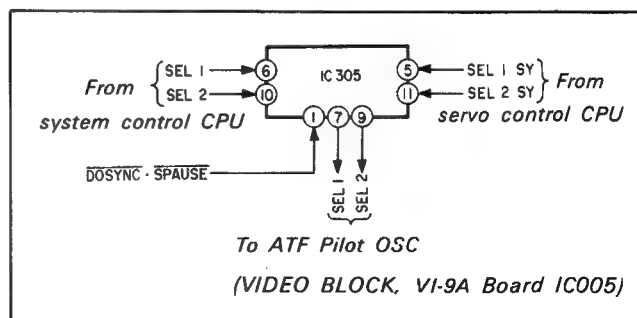 From
SEL 1
SEL 2
system control CPU
6
10
IC 305
5
11
SEL 1 SY
SEL 2 SY
From
servo control CPU
1
7
9
DOSYNC · SPAUSE
SEL 1
SEL 2
To ATF Pilot OSC
(VIDEO BLOCK, VI-9A Board IC005)